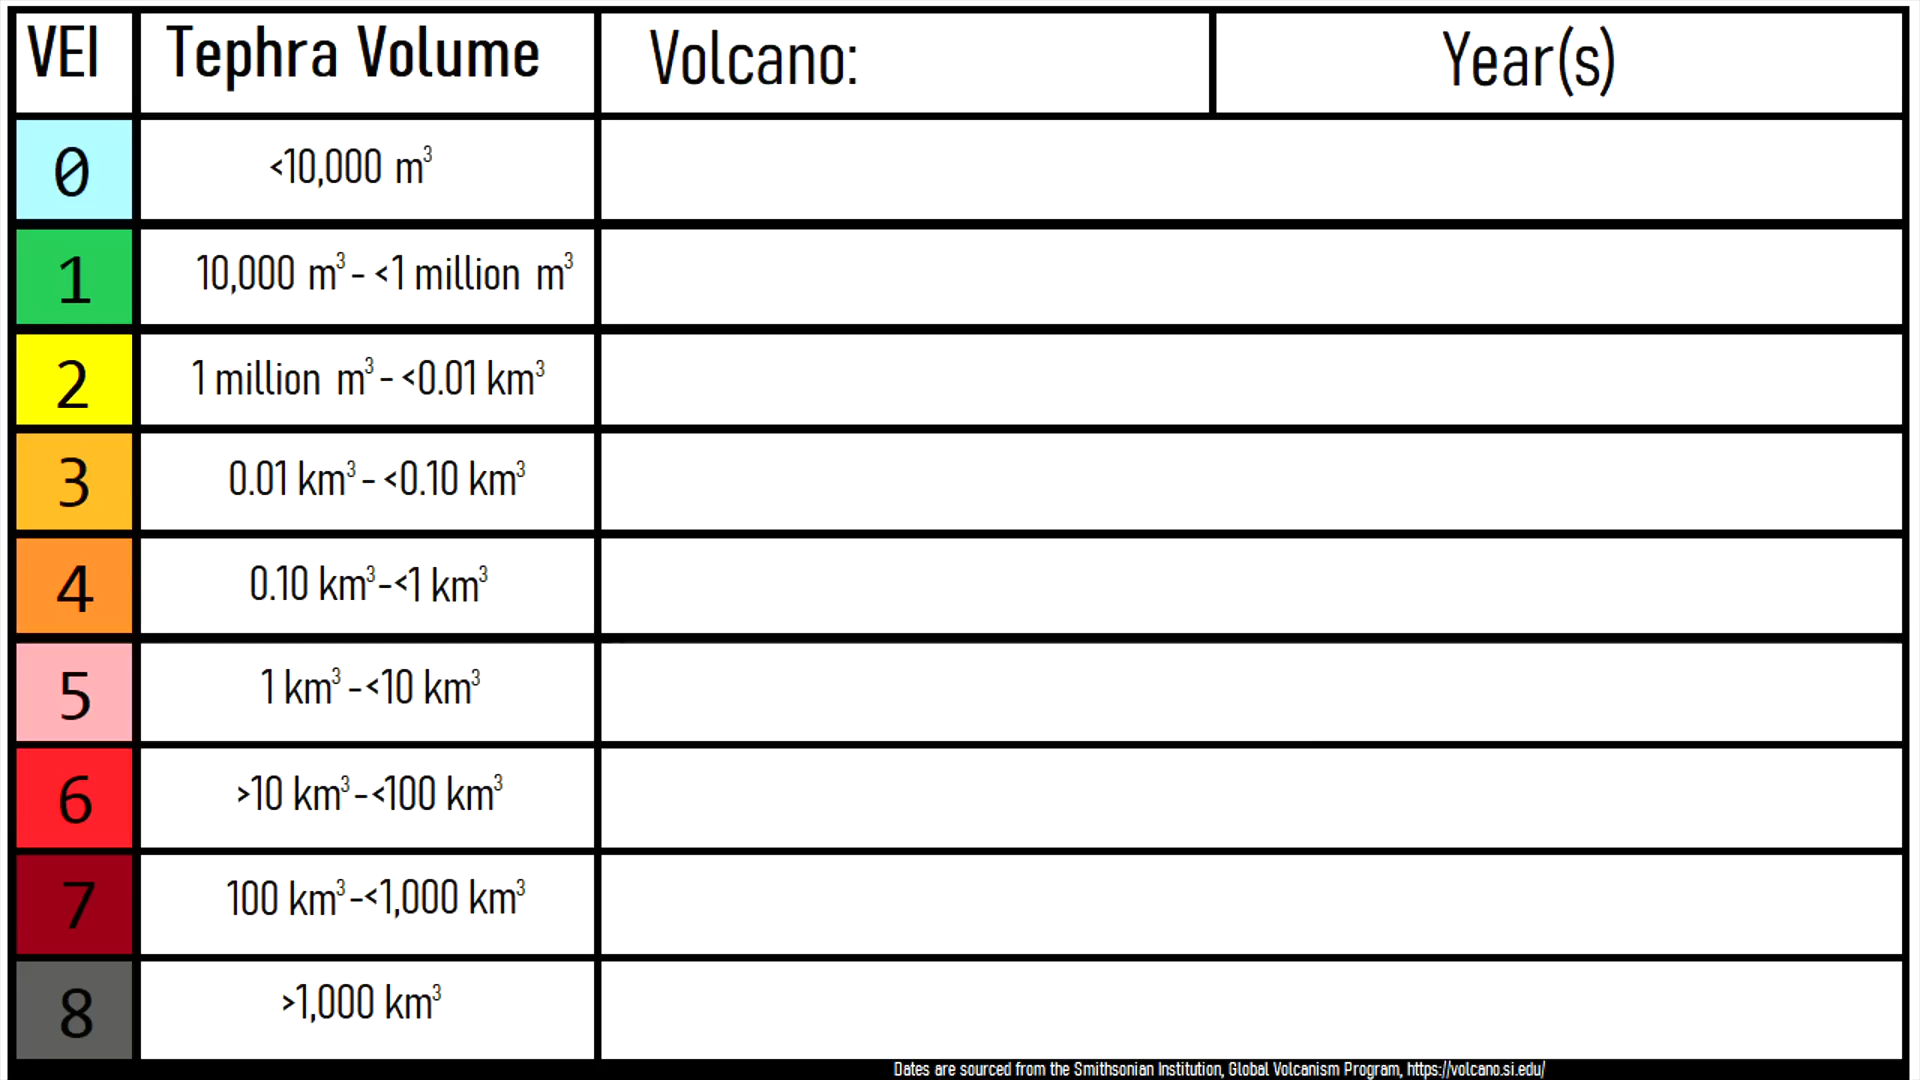 VEI Tephra Volume Volcano: Year(s)
0 <10,000 m³
1 10,000 m³ - <1 million m³
2 1 million m³ - <0.01 km³
3 0.01 km³ - <0.10 km³
4 0.10 km³-<1 km³
5 1 km³ -<10 km³
6 >10 km³-<100 km³
7 100 km³-<1,000 km³
8 >1,000 km³
Dates are sourced from the Smithsonian Institution, Global Volcanism Program, https://volcano.si.edu/